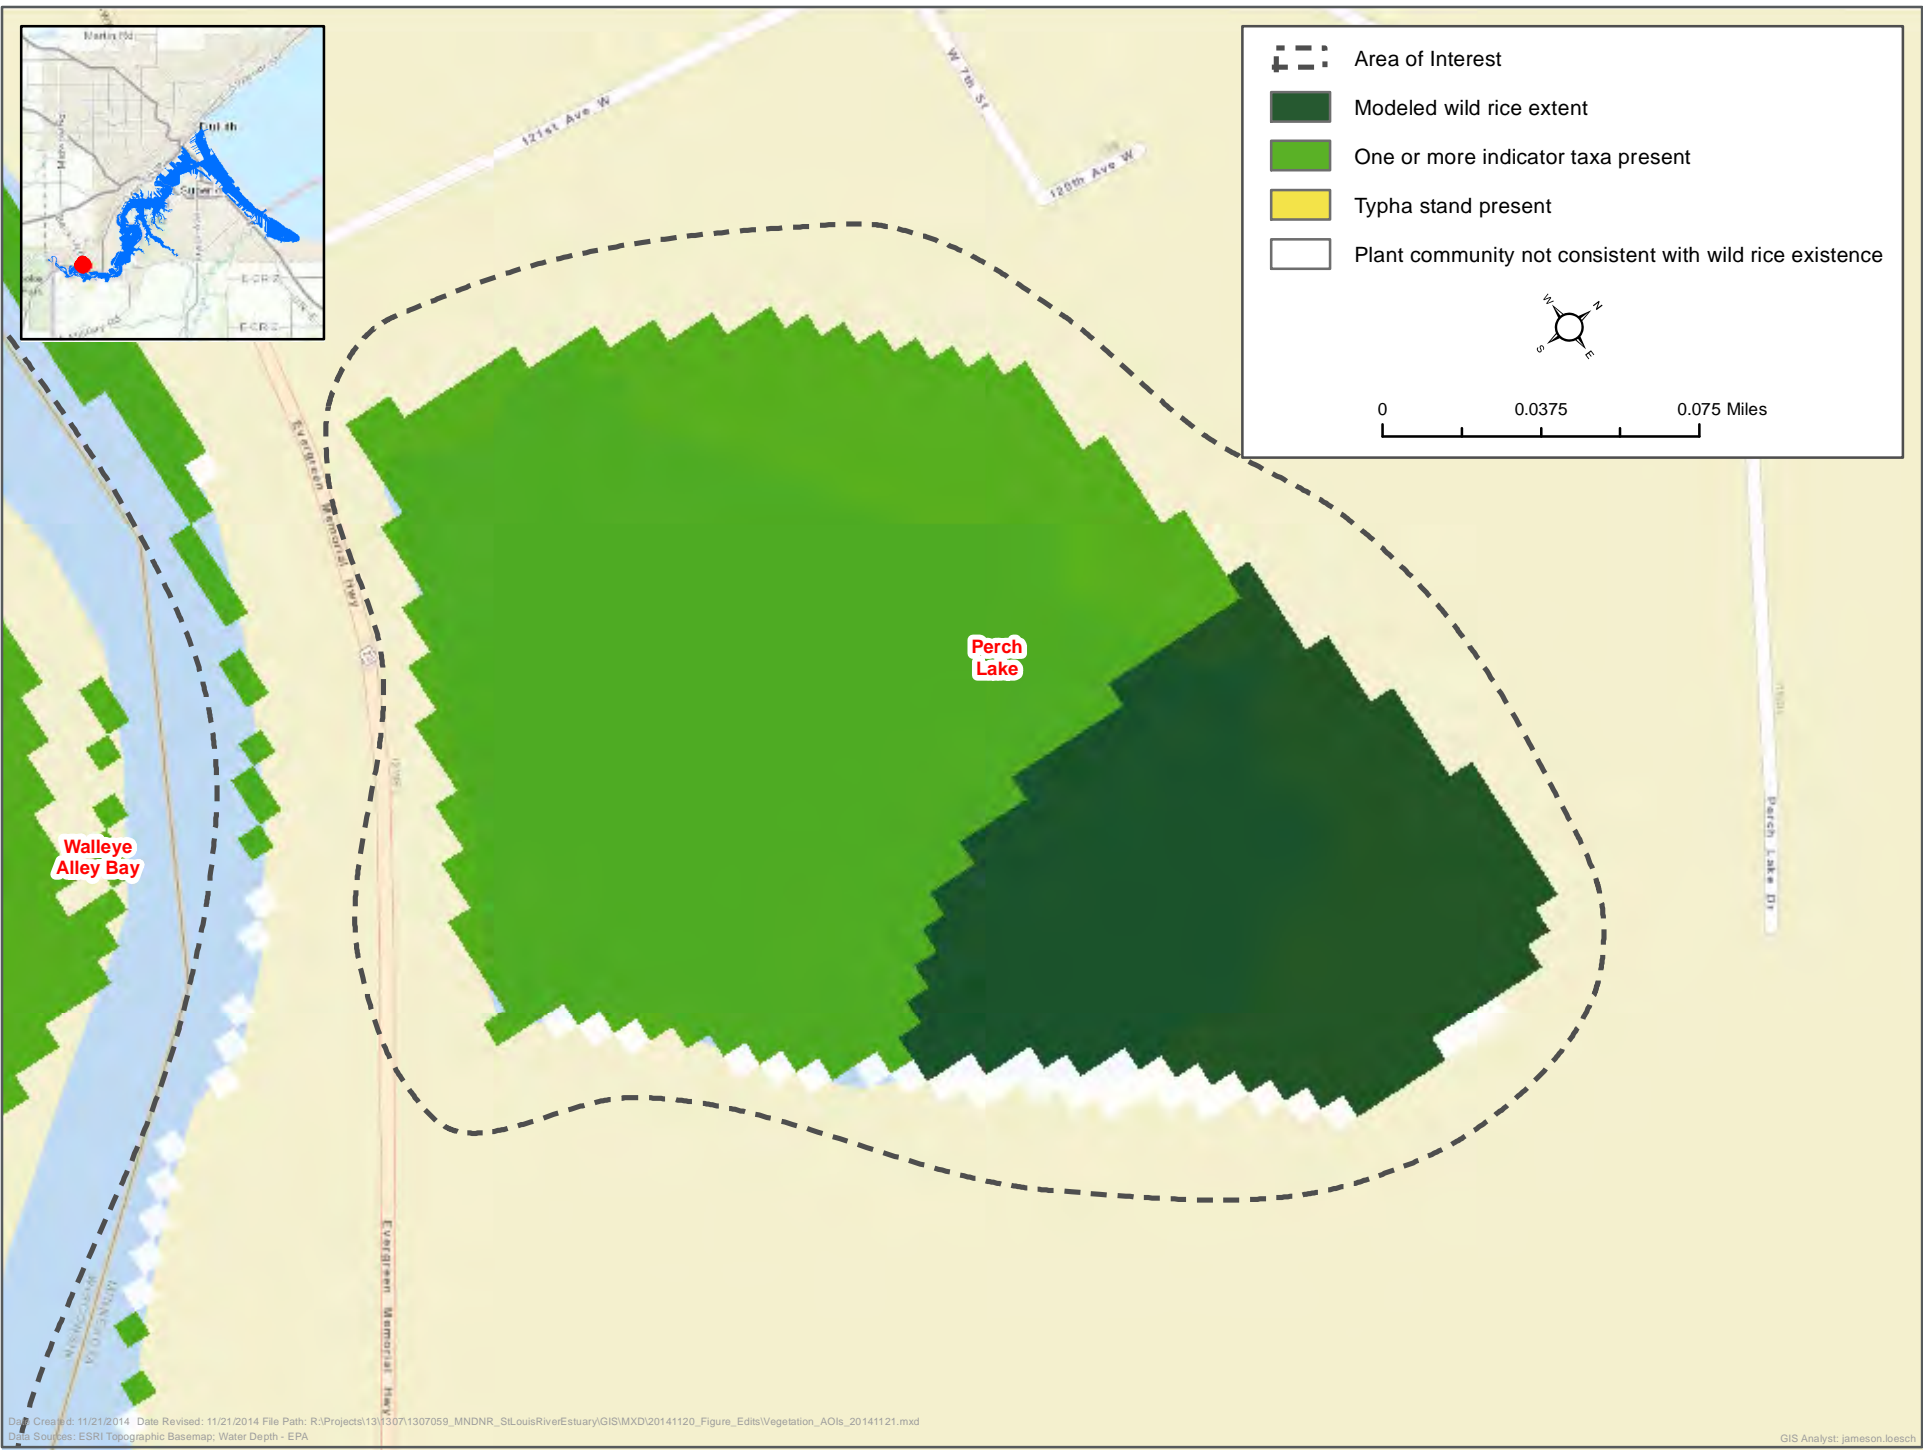 Martin Rd
Duluth
Superior
Area of Interest
Modeled wild rice extent
One or more indicator taxa present
Typha stand present
Plant community not consistent with wild rice existence
W
N
S
E
0
0.0375
0.075 Miles
121st Ave W
W 7th St
120th Ave W
Evergreen Memorial Hwy
Perch
Lake
Walleye
Alley Bay
Perch Lake Dr
Evergreen Memorial Hwy
WISCONSIN
MINNESOTA
Date Created: 11/21/2014 Date Revised: 11/21/2014 File Path: R:\Projects\13\1307\1307059_MNDNR_StLouisRiverEstuary\GIS\MXD\20141120_Figure_Edits\Vegetation_AOIs_20141121.mxd
Data Sources: ESRI Topographic Basemap; Water Depth - EPA
GIS Analyst: jameson.loesch